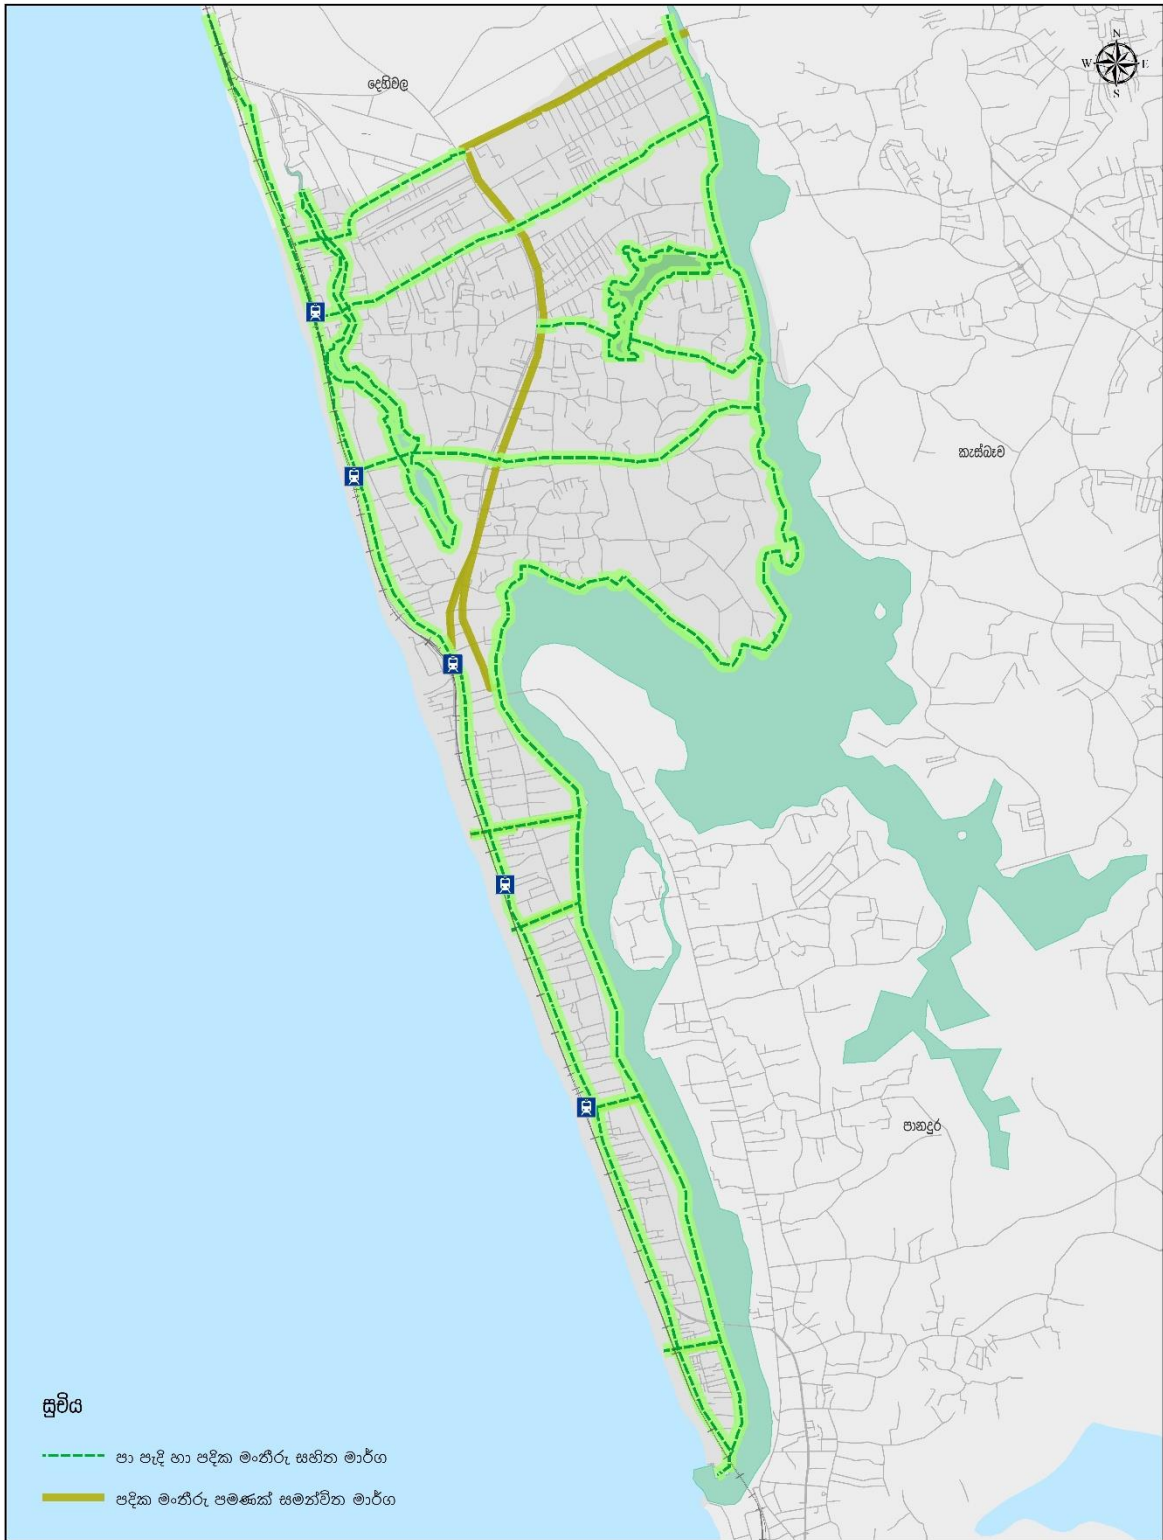 N
W E
S
දෙහිවල
කැස්බෑව
පානදුර
සූචිය
පා පැදි හා පදික මංතීරු සහිත මාර්ග
පදික මංතීරු පමණක් සමන්විත මාර්ග